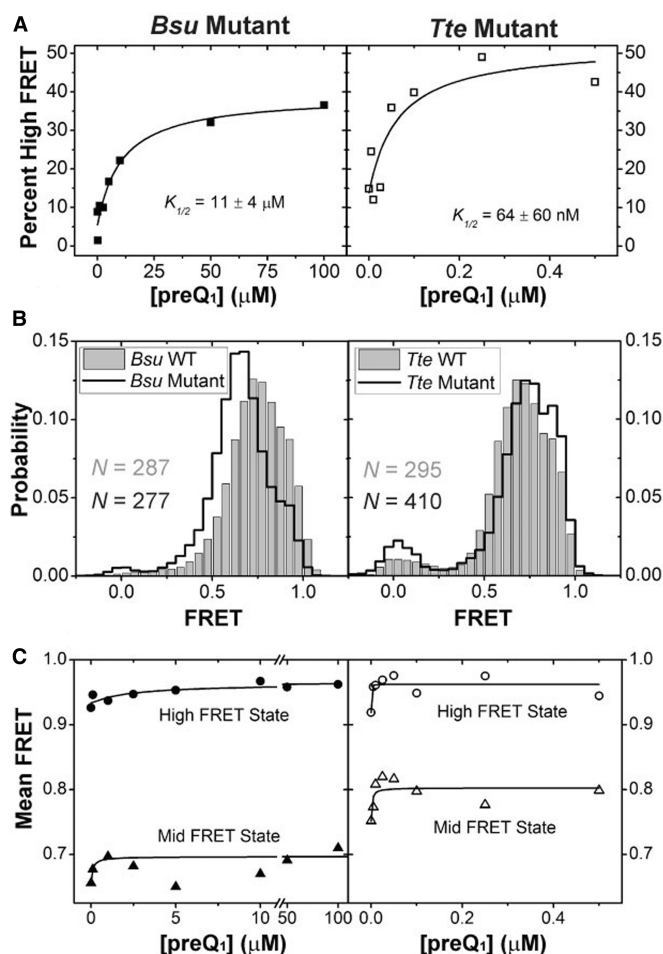 A
Bsu Mutant
Tte Mutant
Percent High FRET
50
40
30
20
10
0
K1/2 = 11 ± 4 μM
0
25
50
75
100
[preQ1] (μM)
K1/2 = 64 ± 60 nM
50
40
30
20
10
0
0.0
0.2
0.4
[preQ1] (μM)
B
Probability
0.15
0.10
0.05
0.00
Bsu WT
Bsu Mutant
N = 287
N = 277
0.0
0.5
1.0
FRET
Tte WT
Tte Mutant
N = 295
N = 410
0.15
0.10
0.05
0.00
0.0
0.5
1.0
FRET
C
Mean FRET
1.0
0.9
0.8
0.7
High FRET State
Mid FRET State
0
5
10
50
100
[preQ1] (μM)
High FRET State
Mid FRET State
1.0
0.9
0.8
0.7
0.0
0.2
0.4
[preQ1] (μM)